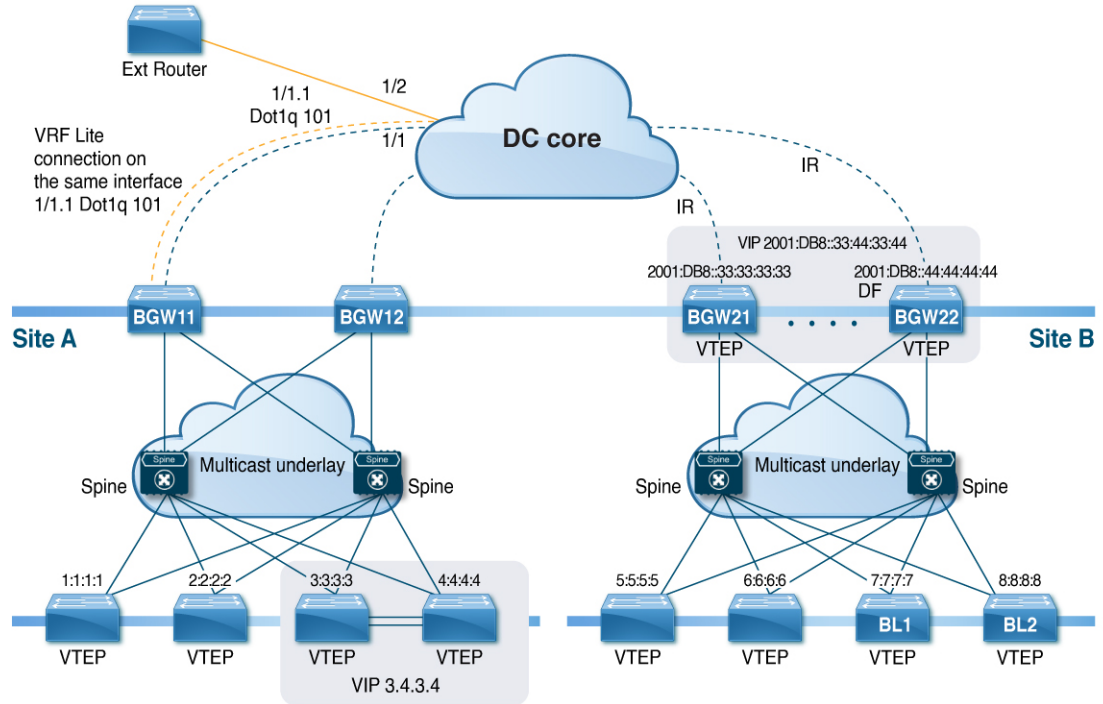 Ext Router
1/2
1/1.1
Dot1q 101
1/1
VRF Lite
connection on
the same interface
1/1.1 Dot1q 101
DC core
IR
IR
VIP 2001:DB8::33:44:33:44
2001:DB8::33:33:33:33
2001:DB8::44:44:44:44
DF
BGW11
BGW12
BGW21
BGW22
Site A
Site B
VTEP
VTEP
Spine
Spine
Multicast underlay
Spine
Spine
Spine
Spine
Multicast underlay
Spine
Spine
1:1:1:1
2:2:2:2
3:3:3:3
4:4:4:4
5:5:5:5
6:6:6:6
7:7:7:7
8:8:8:8
BL1
BL2
VTEP
VTEP
VTEP
VTEP
VTEP
VTEP
VTEP
VTEP
VIP 3.4.3.4